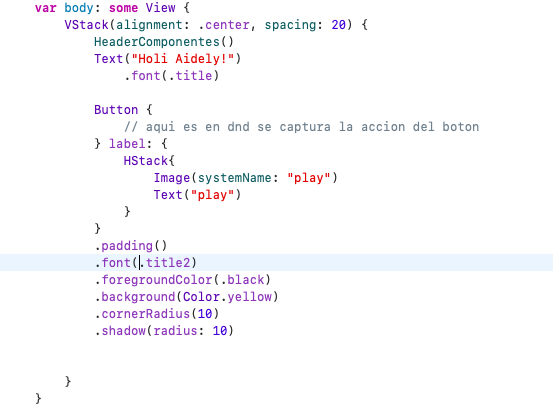 var body: some View {
VStack(alignment: .center, spacing: 20) {
HeaderComponentes()
Text("Holi Aidely!")
.font(.title)
Button {
// aqui es en dnd se captura la accion del boton
} label: {
HStack{
Image(systemName: "play")
Text("play")
}
}
.padding()
.font(.title2)
.foregroundColor(.black)
.background(Color.yellow)
.cornerRadius(10)
.shadow(radius: 10)
}
}